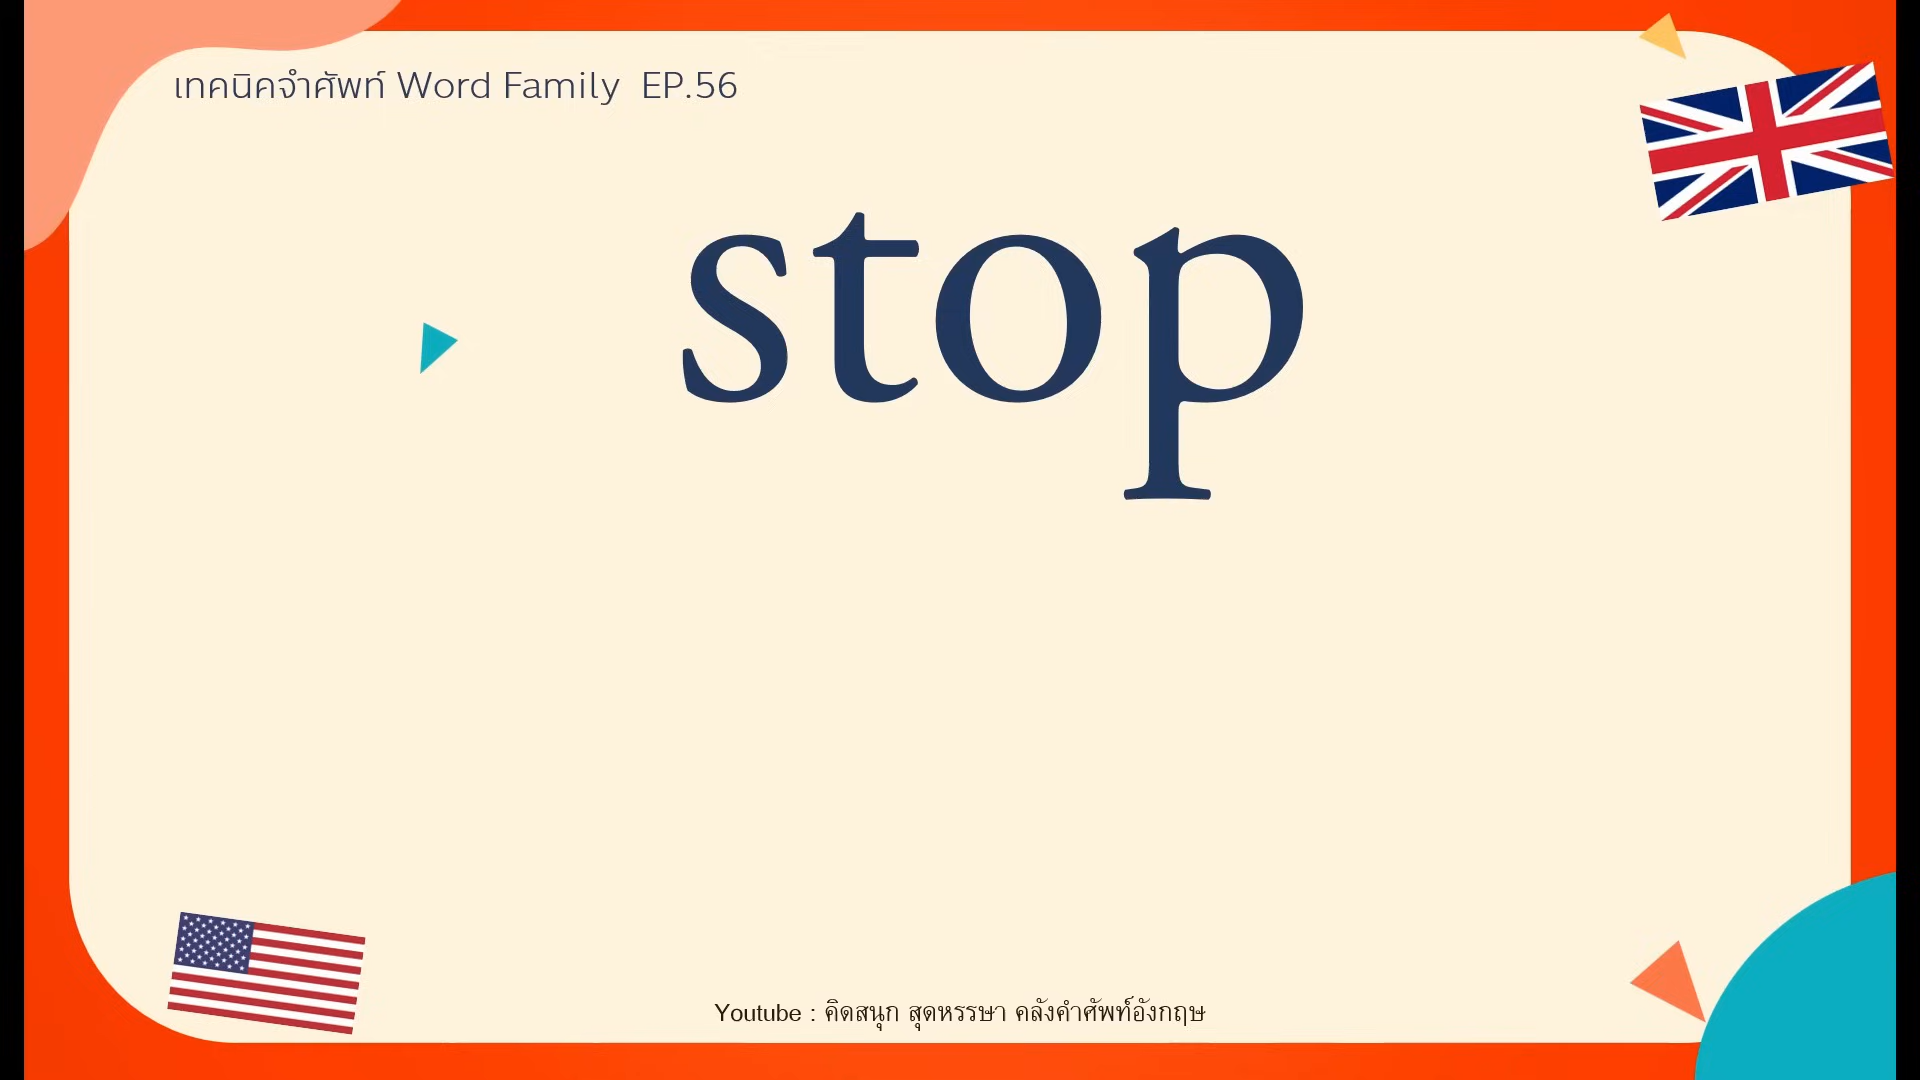 เทคนิคจำศัพท์ Word Family EP.56
stop
Youtube : คิดสนุก สุดหรรษา คลังคำศัพท์อังกฤษ